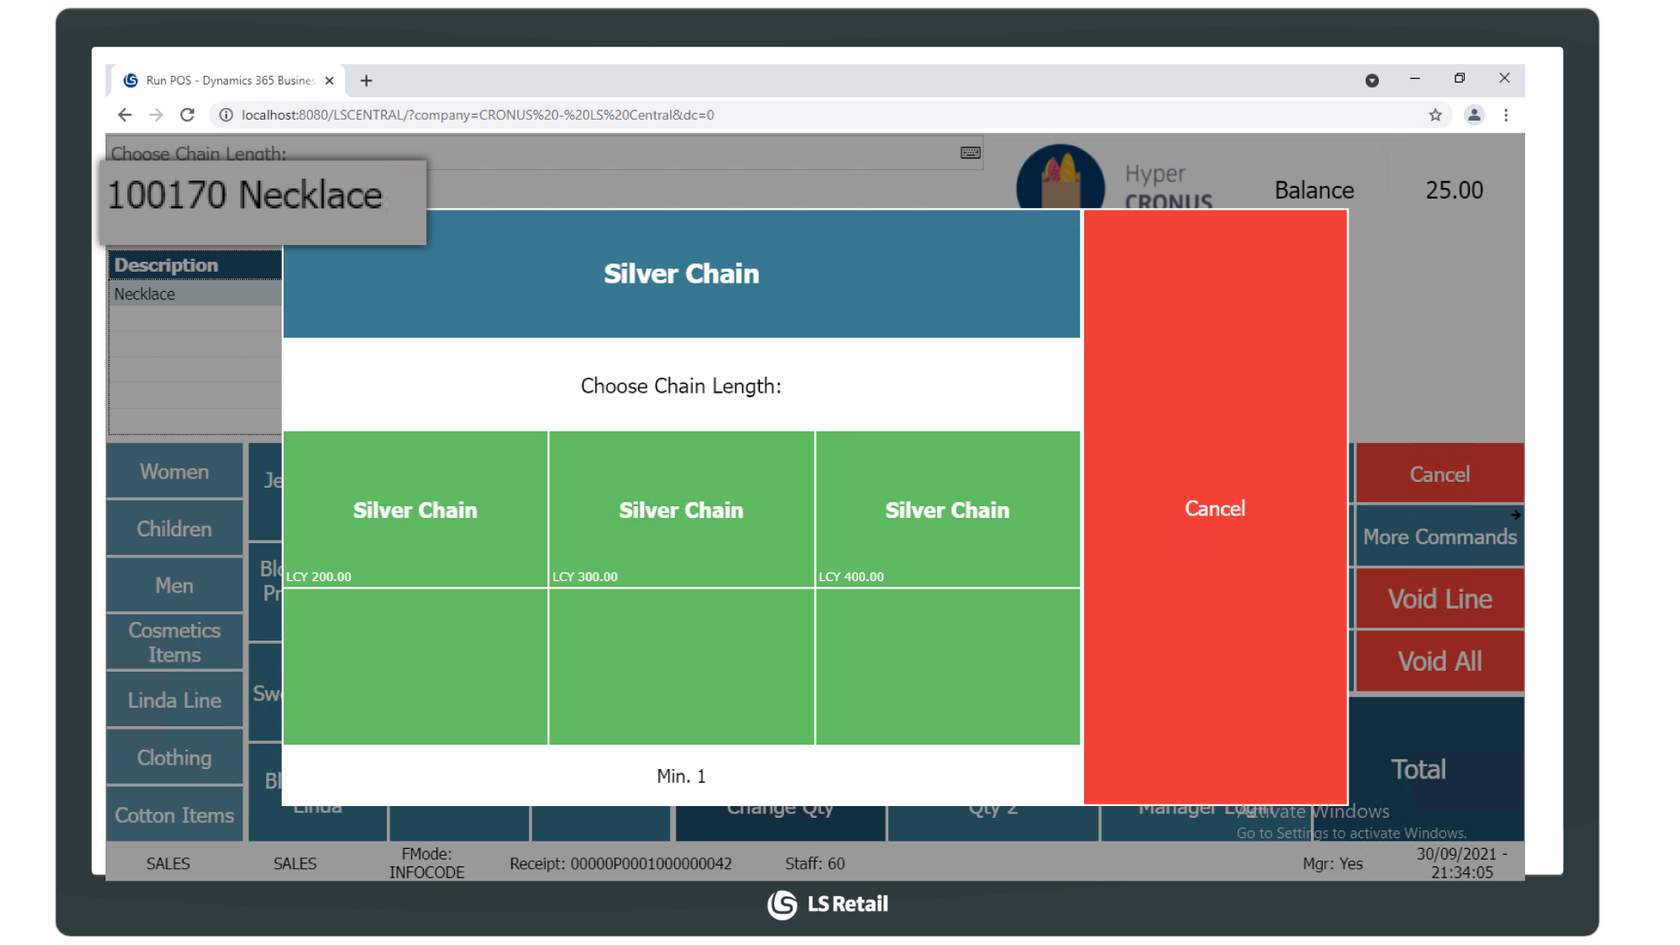 Run POS - Dynamics 365 Busines
localhost:8080/LSCENTRAL/?company=CRONUS%20-%20LS%20Central&dc=0
Choose Chain Length:
100170 Necklace
Hyper
CRONUS
Balance 25.00
Description
Necklace
Silver Chain
Choose Chain Length:
Silver Chain
LCY 200.00
Silver Chain
LCY 300.00
Silver Chain
LCY 400.00
Min. 1
Cancel
Women
Children
Men
Cosmetics
Items
Linda Line
Clothing
Cotton Items
Je
Blo
Pr
Swe
Bl
Linda
Change Qty
Qty 2
Manager Login
Cancel
More Commands
Void Line
Void All
Total
Activate Windows
Go to Settings to activate Windows.
SALES
SALES
FMode:
INFOCODE
Receipt: 00000P0001000000042
Staff: 60
Mgr: Yes
30/09/2021 -
21:34:05
LS Retail